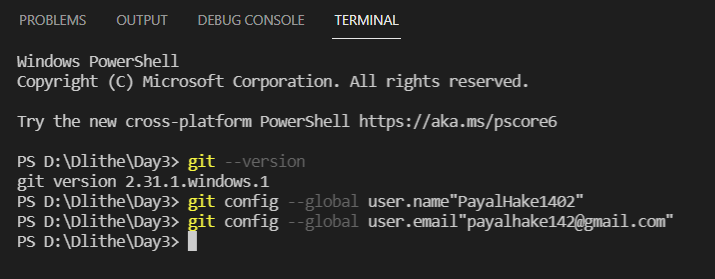 PROBLEMS OUTPUT DEBUG CONSOLE TERMINAL
Windows PowerShell
Copyright (C) Microsoft Corporation. All rights reserved.
Try the new cross-platform PowerShell https://aka.ms/pscore6
PS D:\Dlithe\Day3> git --version
git version 2.31.1.windows.1
PS D:\Dlithe\Day3> git config --global user.name"PayalHake1402"
PS D:\Dlithe\Day3> git config --global user.email"payalhake142@gmail.com"
PS D:\Dlithe\Day3>